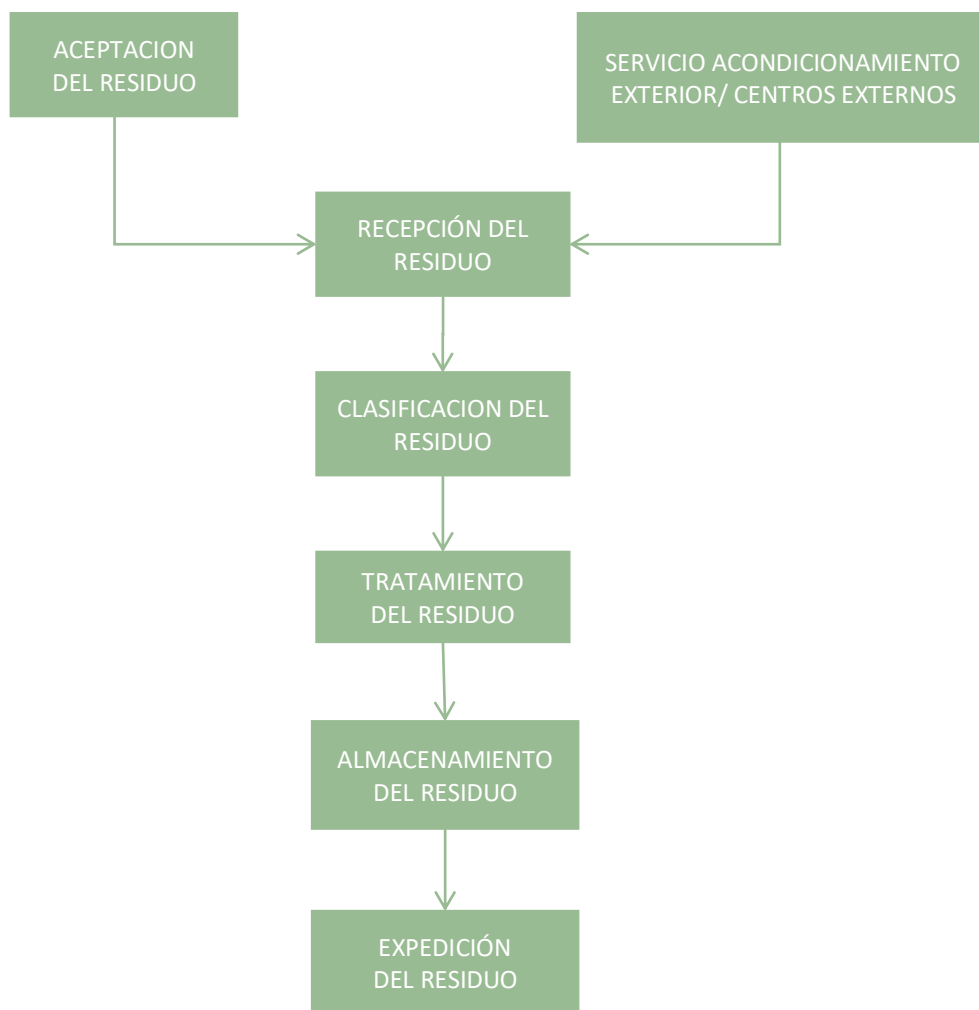 ACEPTACION
DEL RESIDUO
SERVICIO ACONDICIONAMIENTO
EXTERIOR/ CENTROS EXTERNOS
RECEPCIÓN DEL
RESIDUO
CLASIFICACION DEL
RESIDUO
TRATAMIENTO
DEL RESIDUO
ALMACENAMIENTO
DEL RESIDUO
EXPEDICIÓN
DEL RESIDUO